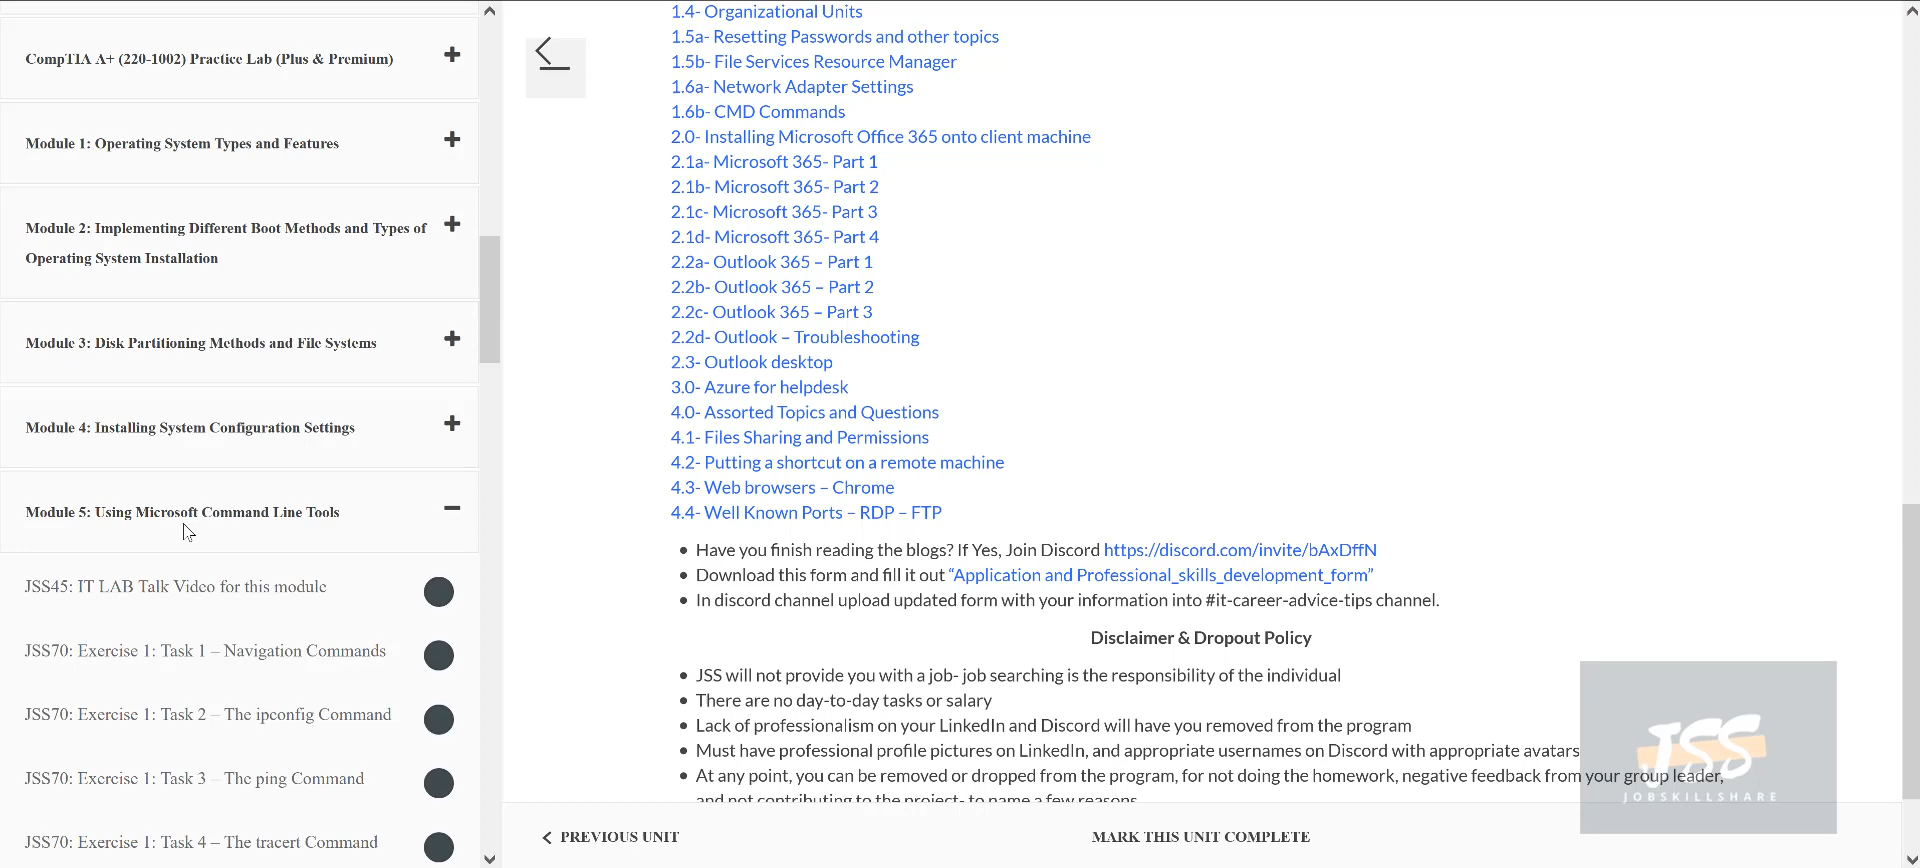 CompTIA A+ (220-1002) Practice Lab (Plus & Premium)
Module 1: Operating System Types and Features
Module 2: Implementing Different Boot Methods and Types of
Operating System Installation
Module 3: Disk Partitioning Methods and File Systems
Module 4: Installing System Configuration Settings
Module 5: Using Microsoft Command Line Tools
JSS45: IT LAB Talk Video for this module
JSS70: Exercise 1: Task 1 – Navigation Commands
JSS70: Exercise 1: Task 2 – The ipconfig Command
JSS70: Exercise 1: Task 3 – The ping Command
JSS70: Exercise 1: Task 4 – The tracert Command
1.4- Organizational Units
1.5a- Resetting Passwords and other topics
1.5b- File Services Resource Manager
1.6a- Network Adapter Settings
1.6b- CMD Commands
2.0- Installing Microsoft Office 365 onto client machine
2.1a- Microsoft 365- Part 1
2.1b- Microsoft 365- Part 2
2.1c- Microsoft 365- Part 3
2.1d- Microsoft 365- Part 4
2.2a- Outlook 365 – Part 1
2.2b- Outlook 365 – Part 2
2.2c- Outlook 365 – Part 3
2.2d- Outlook – Troubleshooting
2.3- Outlook desktop
3.0- Azure for helpdesk
4.0- Assorted Topics and Questions
4.1- Files Sharing and Permissions
4.2- Putting a shortcut on a remote machine
4.3- Web browsers – Chrome
4.4- Well Known Ports – RDP – FTP
Have you finish reading the blogs? If Yes, Join Discord https://discord.com/invite/bAxDffN
Download this form and fill it out “Application and Professional_skills_development_form”
In discord channel upload updated form with your information into #it-career-advice-tips channel.
Disclaimer & Dropout Policy
JSS will not provide you with a job- job searching is the responsibility of the individual
There are no day-to-day tasks or salary
Lack of professionalism on your LinkedIn and Discord will have you removed from the program
Must have professional profile pictures on LinkedIn, and appropriate usernames on Discord with appropriate avatars
At any point, you can be removed or dropped from the program, for not doing the homework, negative feedback from your group leader,
and not contributing to the project- to name a few reasons
JSS
JOBSKILLSHARE
PREVIOUS UNIT
MARK THIS UNIT COMPLETE